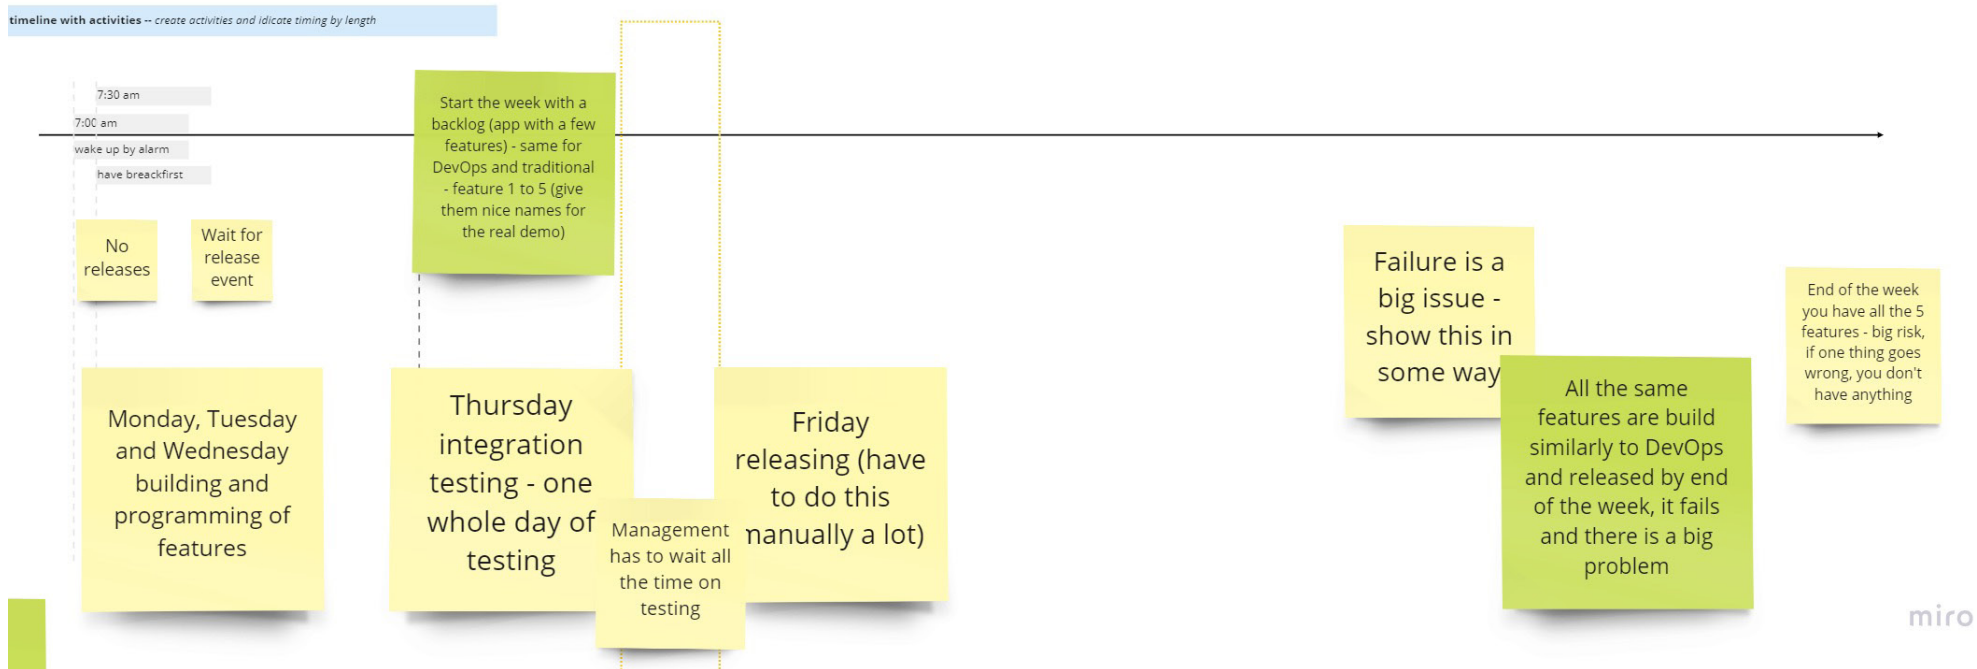 timeline with activities -- create activities and idicate timing by length
7:30 am
7:00 am
wake up by alarm
have breackfirst
No
releases
Wait for
release
event
Start the week with a
backlog (app with a few
features) - same for
DevOps and traditional
- feature 1 to 5 (give
them nice names for
the real demo)
Monday, Tuesday
and Wednesday
building and
programming of
features
Thursday
integration
testing - one
whole day of
testing
Management
has to wait all
the time on
testing
Friday
releasing (have
to do this
manually a lot)
Failure is a
big issue -
show this in
some way
All the same
features are build
similarly to DevOps
and released by end
of the week, it fails
and there is a big
problem
End of the week
you have all the 5
features - big risk,
if one thing goes
wrong, you don't
have anything
miro